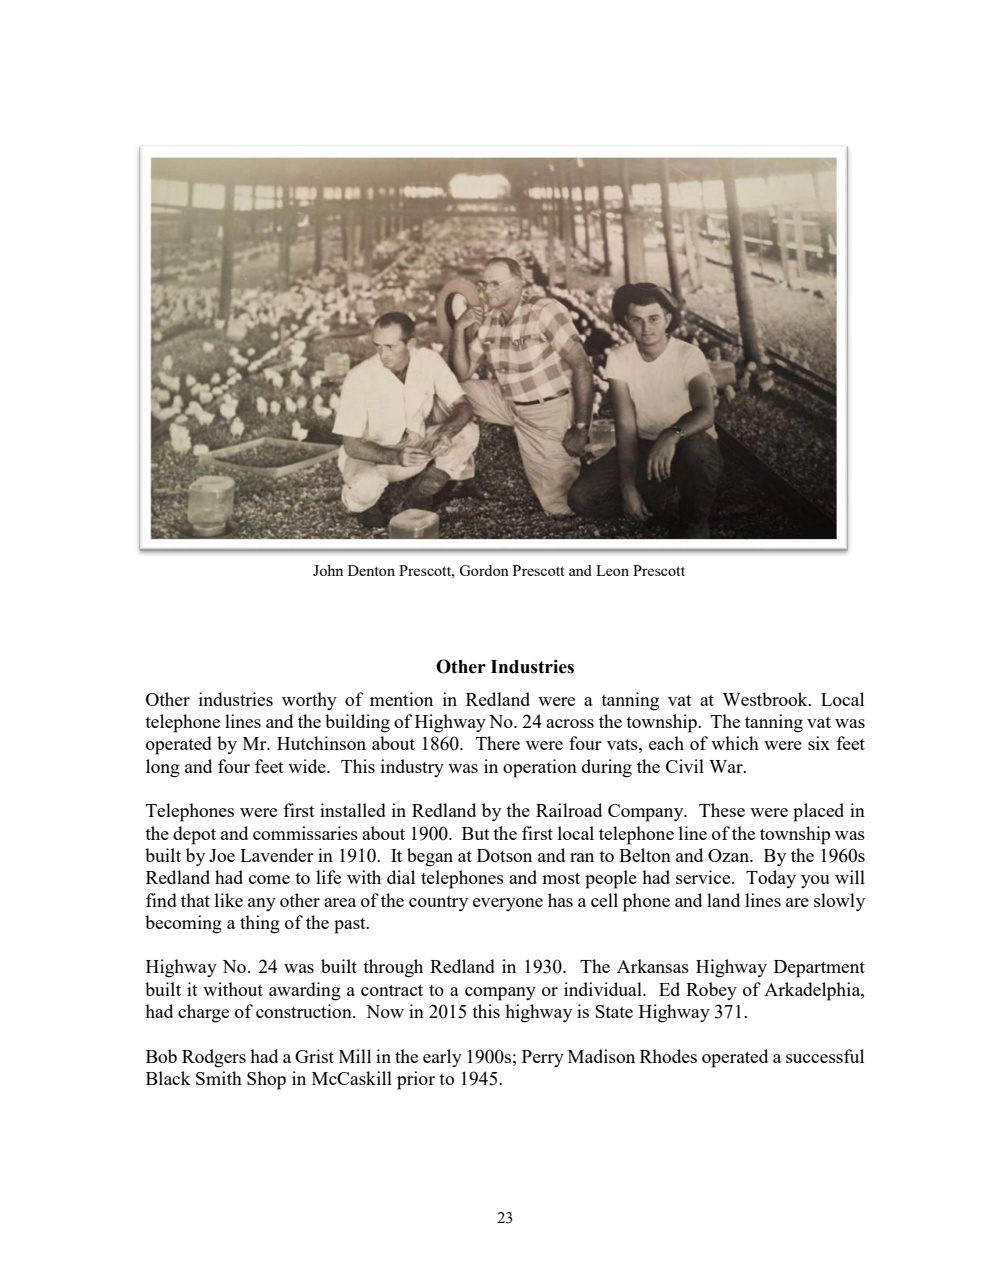 John Denton Prescott, Gordon Prescott and Leon Prescott
Other Industries
Other industries worthy of mention in Redland were a tanning vat at Westbrook. Local
telephone lines and the building of Highway No. 24 across the township. The tanning vat was
operated by Mr. Hutchinson about 1860. There were four vats, each of which were six feet
long and four feet wide. This industry was in operation during the Civil War.
Telephones were first installed in Redland by the Railroad Company. These were placed in
the depot and commissaries about 1900. But the first local telephone line of the township was
built by Joe Lavender in 1910. It began at Dotson and ran to Belton and Ozan. By the 1960s
Redland had come to life with dial telephones and most people had service. Today you will
find that like any other area of the country everyone has a cell phone and land lines are slowly
becoming a thing of the past.
Highway No. 24 was built through Redland in 1930. The Arkansas Highway Department
built it without awarding a contract to a company or individual. Ed Robey of Arkadelphia,
had charge of construction. Now in 2015 this highway is State Highway 371.
Bob Rodgers had a Grist Mill in the early 1900s; Perry Madison Rhodes operated a successful
Black Smith Shop in McCaskill prior to 1945.
23